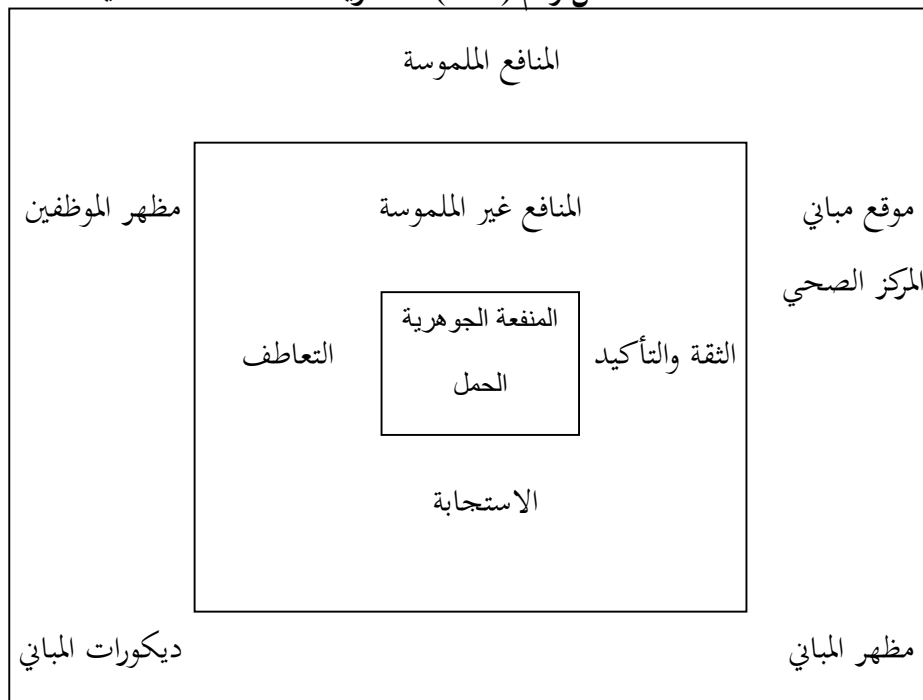 المنافع الملموسة
موقع مباني
المركز الصحي
المنافع غير الملموسة
مظهر الموظفين
المنفعة الجوهرية
الحمل
الثقة والتأكيد
التعاطف
الاستجابة
مظهر المباني
ديكورات المباني